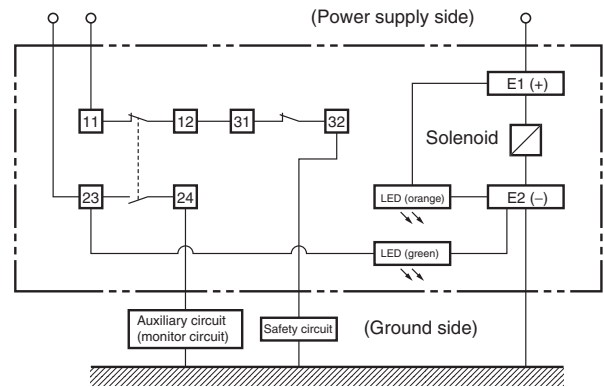 (Power supply side)
E1 (+)
11
12
31
32
Solenoid
23
24
LED (orange)
E2 (−)
LED (green)
Auxiliary circuit
(monitor circuit)
Safety circuit
(Ground side)